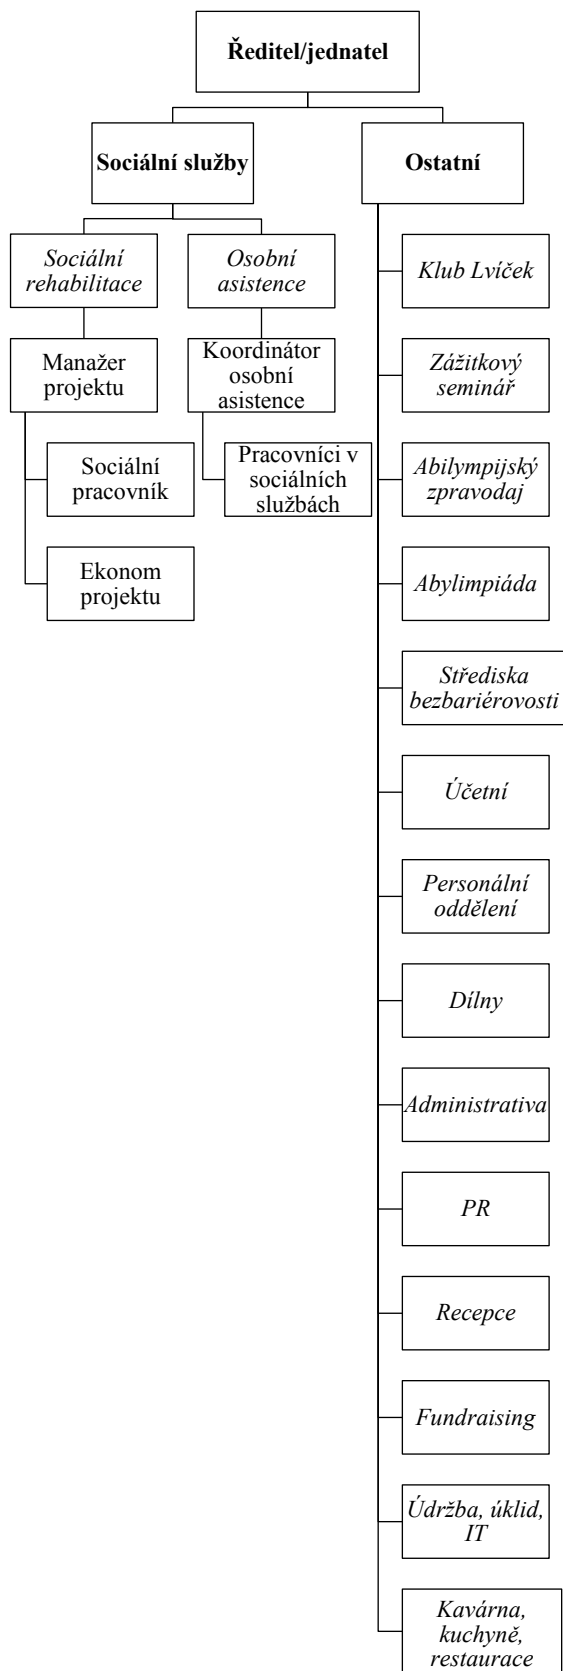 Ředitel/jednatel
Sociální služby
Ostatní
Sociální
rehabilitace
Osobní
asistence
Manažer
projektu
Koordinátor
osobní
asistence
Sociální
pracovník
Pracovníci v
sociálních
službách
Ekonom
projektu
Klub Lvíček
Zážitkový
seminář
Abilympijský
zpravodaj
Abylimpiáda
Střediska
bezbariérovosti
Účetní
Personální
oddělení
Dílny
Administrativa
PR
Recepce
Fundraising
Údržba, úklid,
IT
Kavárna,
kuchyně,
restaurace